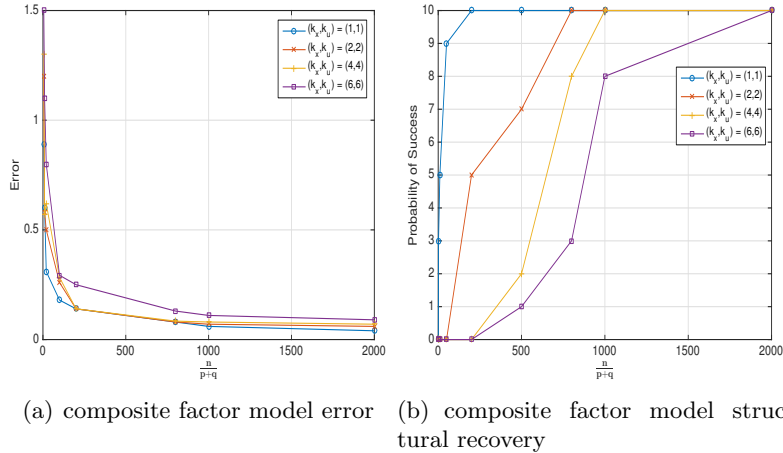 1.5
1
0.5
0
Error
0 500 1000 1500 2000
n
p+q
(k_x,k_u) = (1,1)
(k_x,k_u) = (2,2)
(k_x,k_u) = (4,4)
(k_x,k_u) = (6,6)
(a) composite factor model error
10
9
8
7
6
5
4
3
2
1
0
Probability of Success
0 500 1000 1500 2000
n
p+q
(k_x,k_u) = (1,1)
(k_x,k_u) = (2,2)
(k_x,k_u) = (4,4)
(k_x,k_u) = (6,6)
(b) composite factor model struc
tural recovery